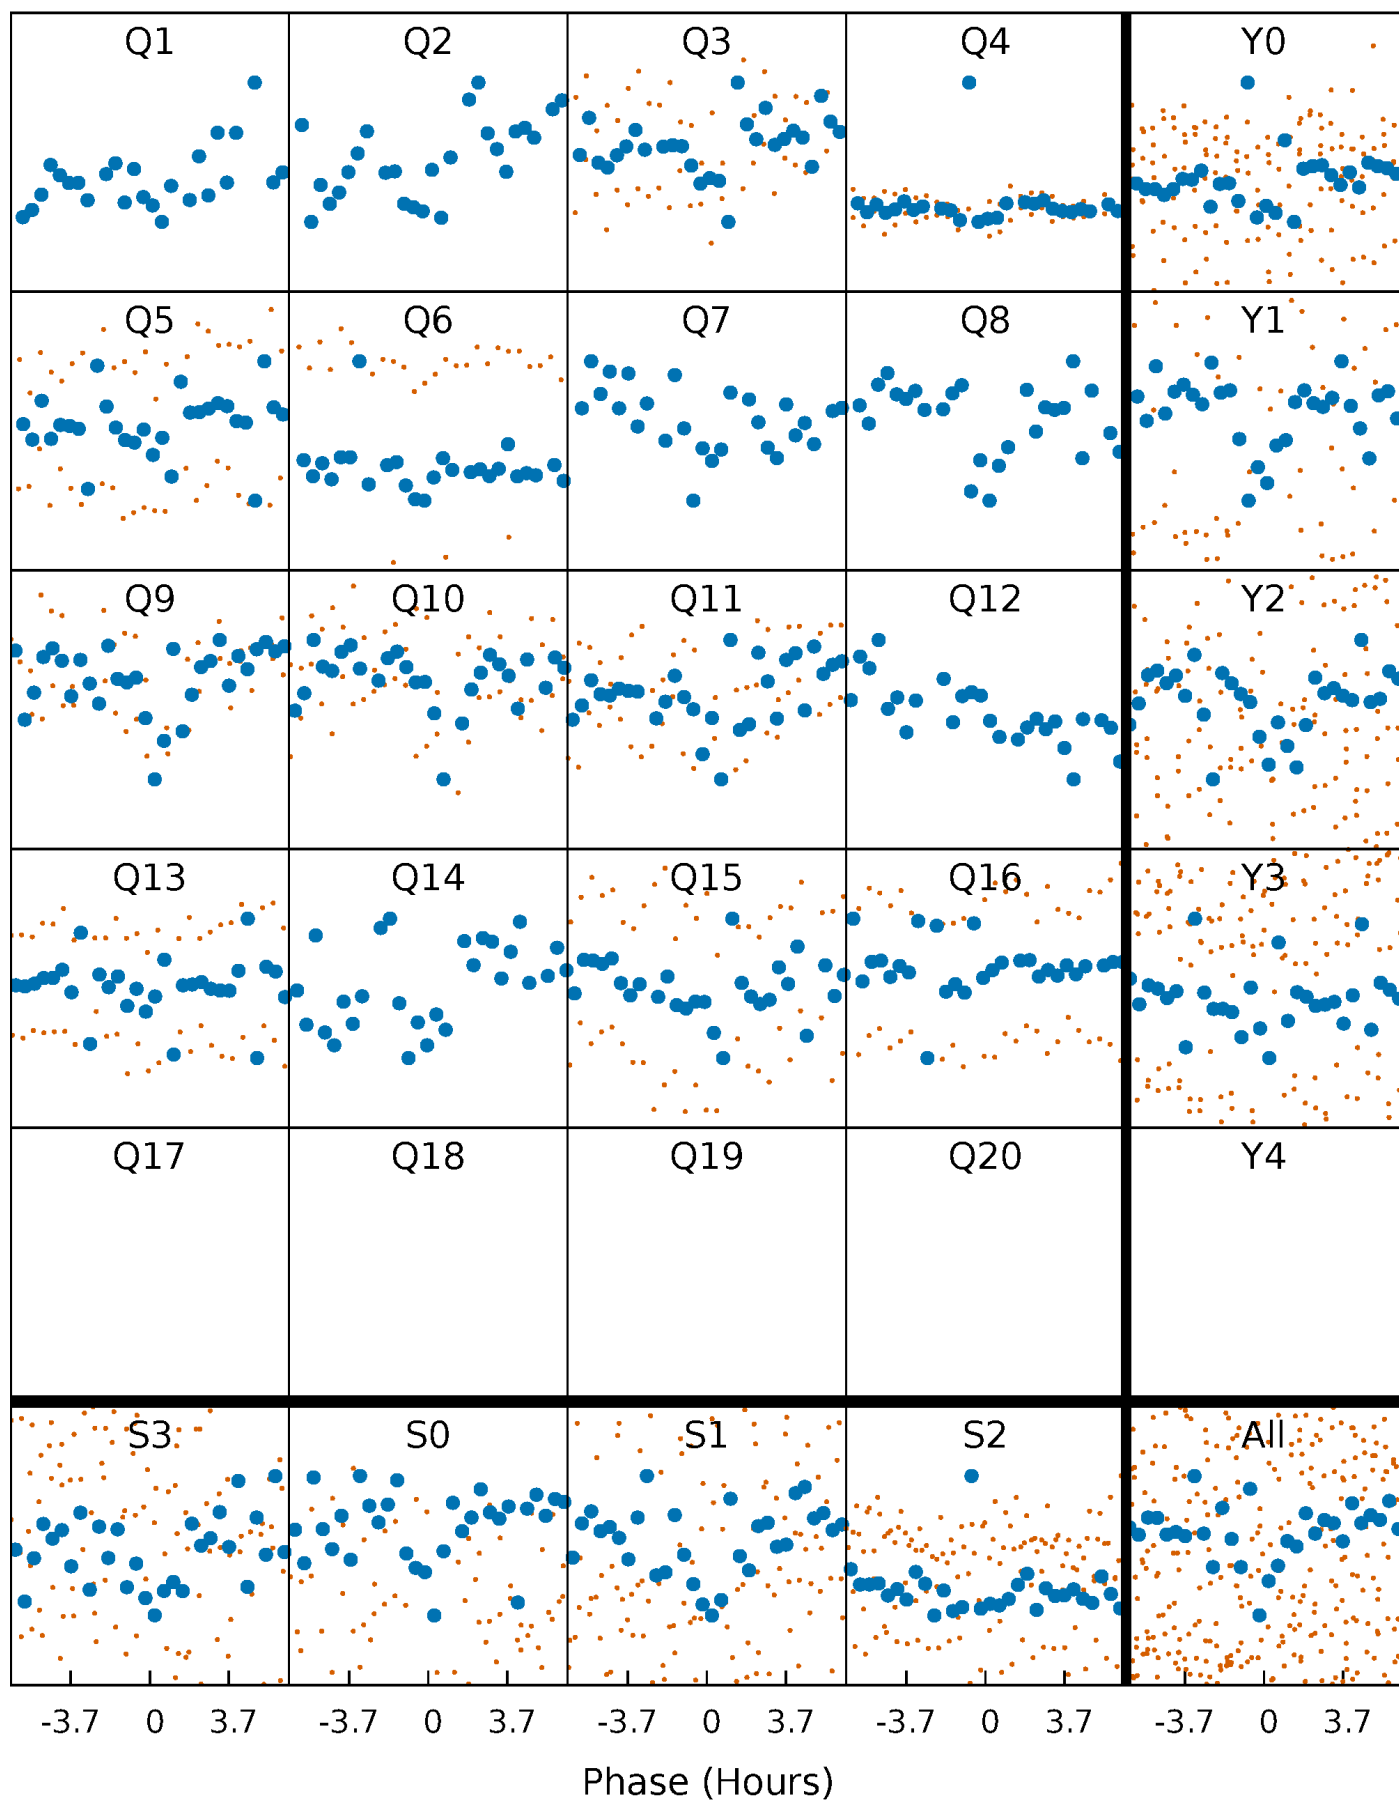 Q1 Q2 Q3 Q4 Y0
Q5 Q6 Q7 Q8 Y1
Q9 Q10 Q11 Q12 Y2
Q13 Q14 Q15 Q16 Y3
Q17 Q18 Q19 Q20 Y4
S3 S0 S1 S2 All
-3.7 0 3.7 -3.7 0 3.7 -3.7 0 3.7 -3.7 0 3.7 -3.7 0 3.7
Phase (Hours)